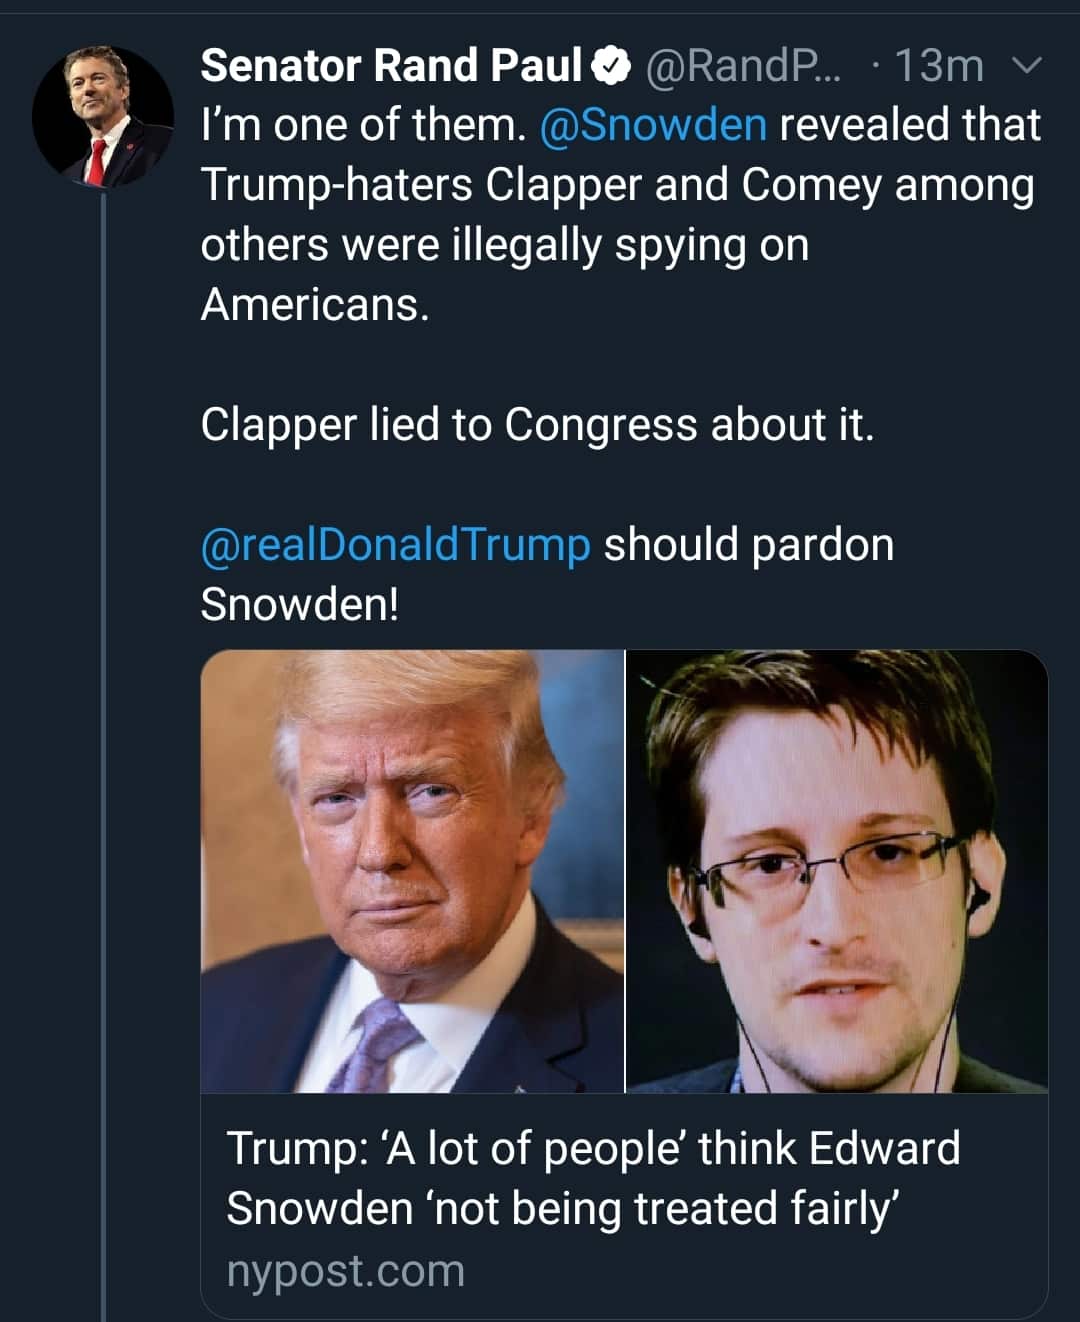 Senator Rand Paul @RandP... · 13m
I'm one of them. @Snowden revealed that
Trump-haters Clapper and Comey among
others were illegally spying on
Americans.
Clapper lied to Congress about it.
@realDonaldTrump should pardon
Snowden!
Trump: ‘A lot of people’ think Edward
Snowden ‘not being treated fairly’
nypost.com